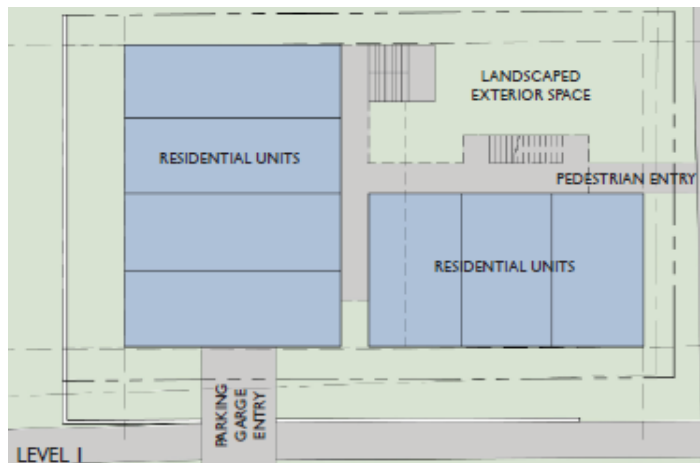 LANDSCAPED
EXTERIOR SPACE
RESIDENTIAL UNITS
PEDESTRIAN ENTRY
RESIDENTIAL UNITS
PARKING
GARGE
ENTRY
LEVEL 1